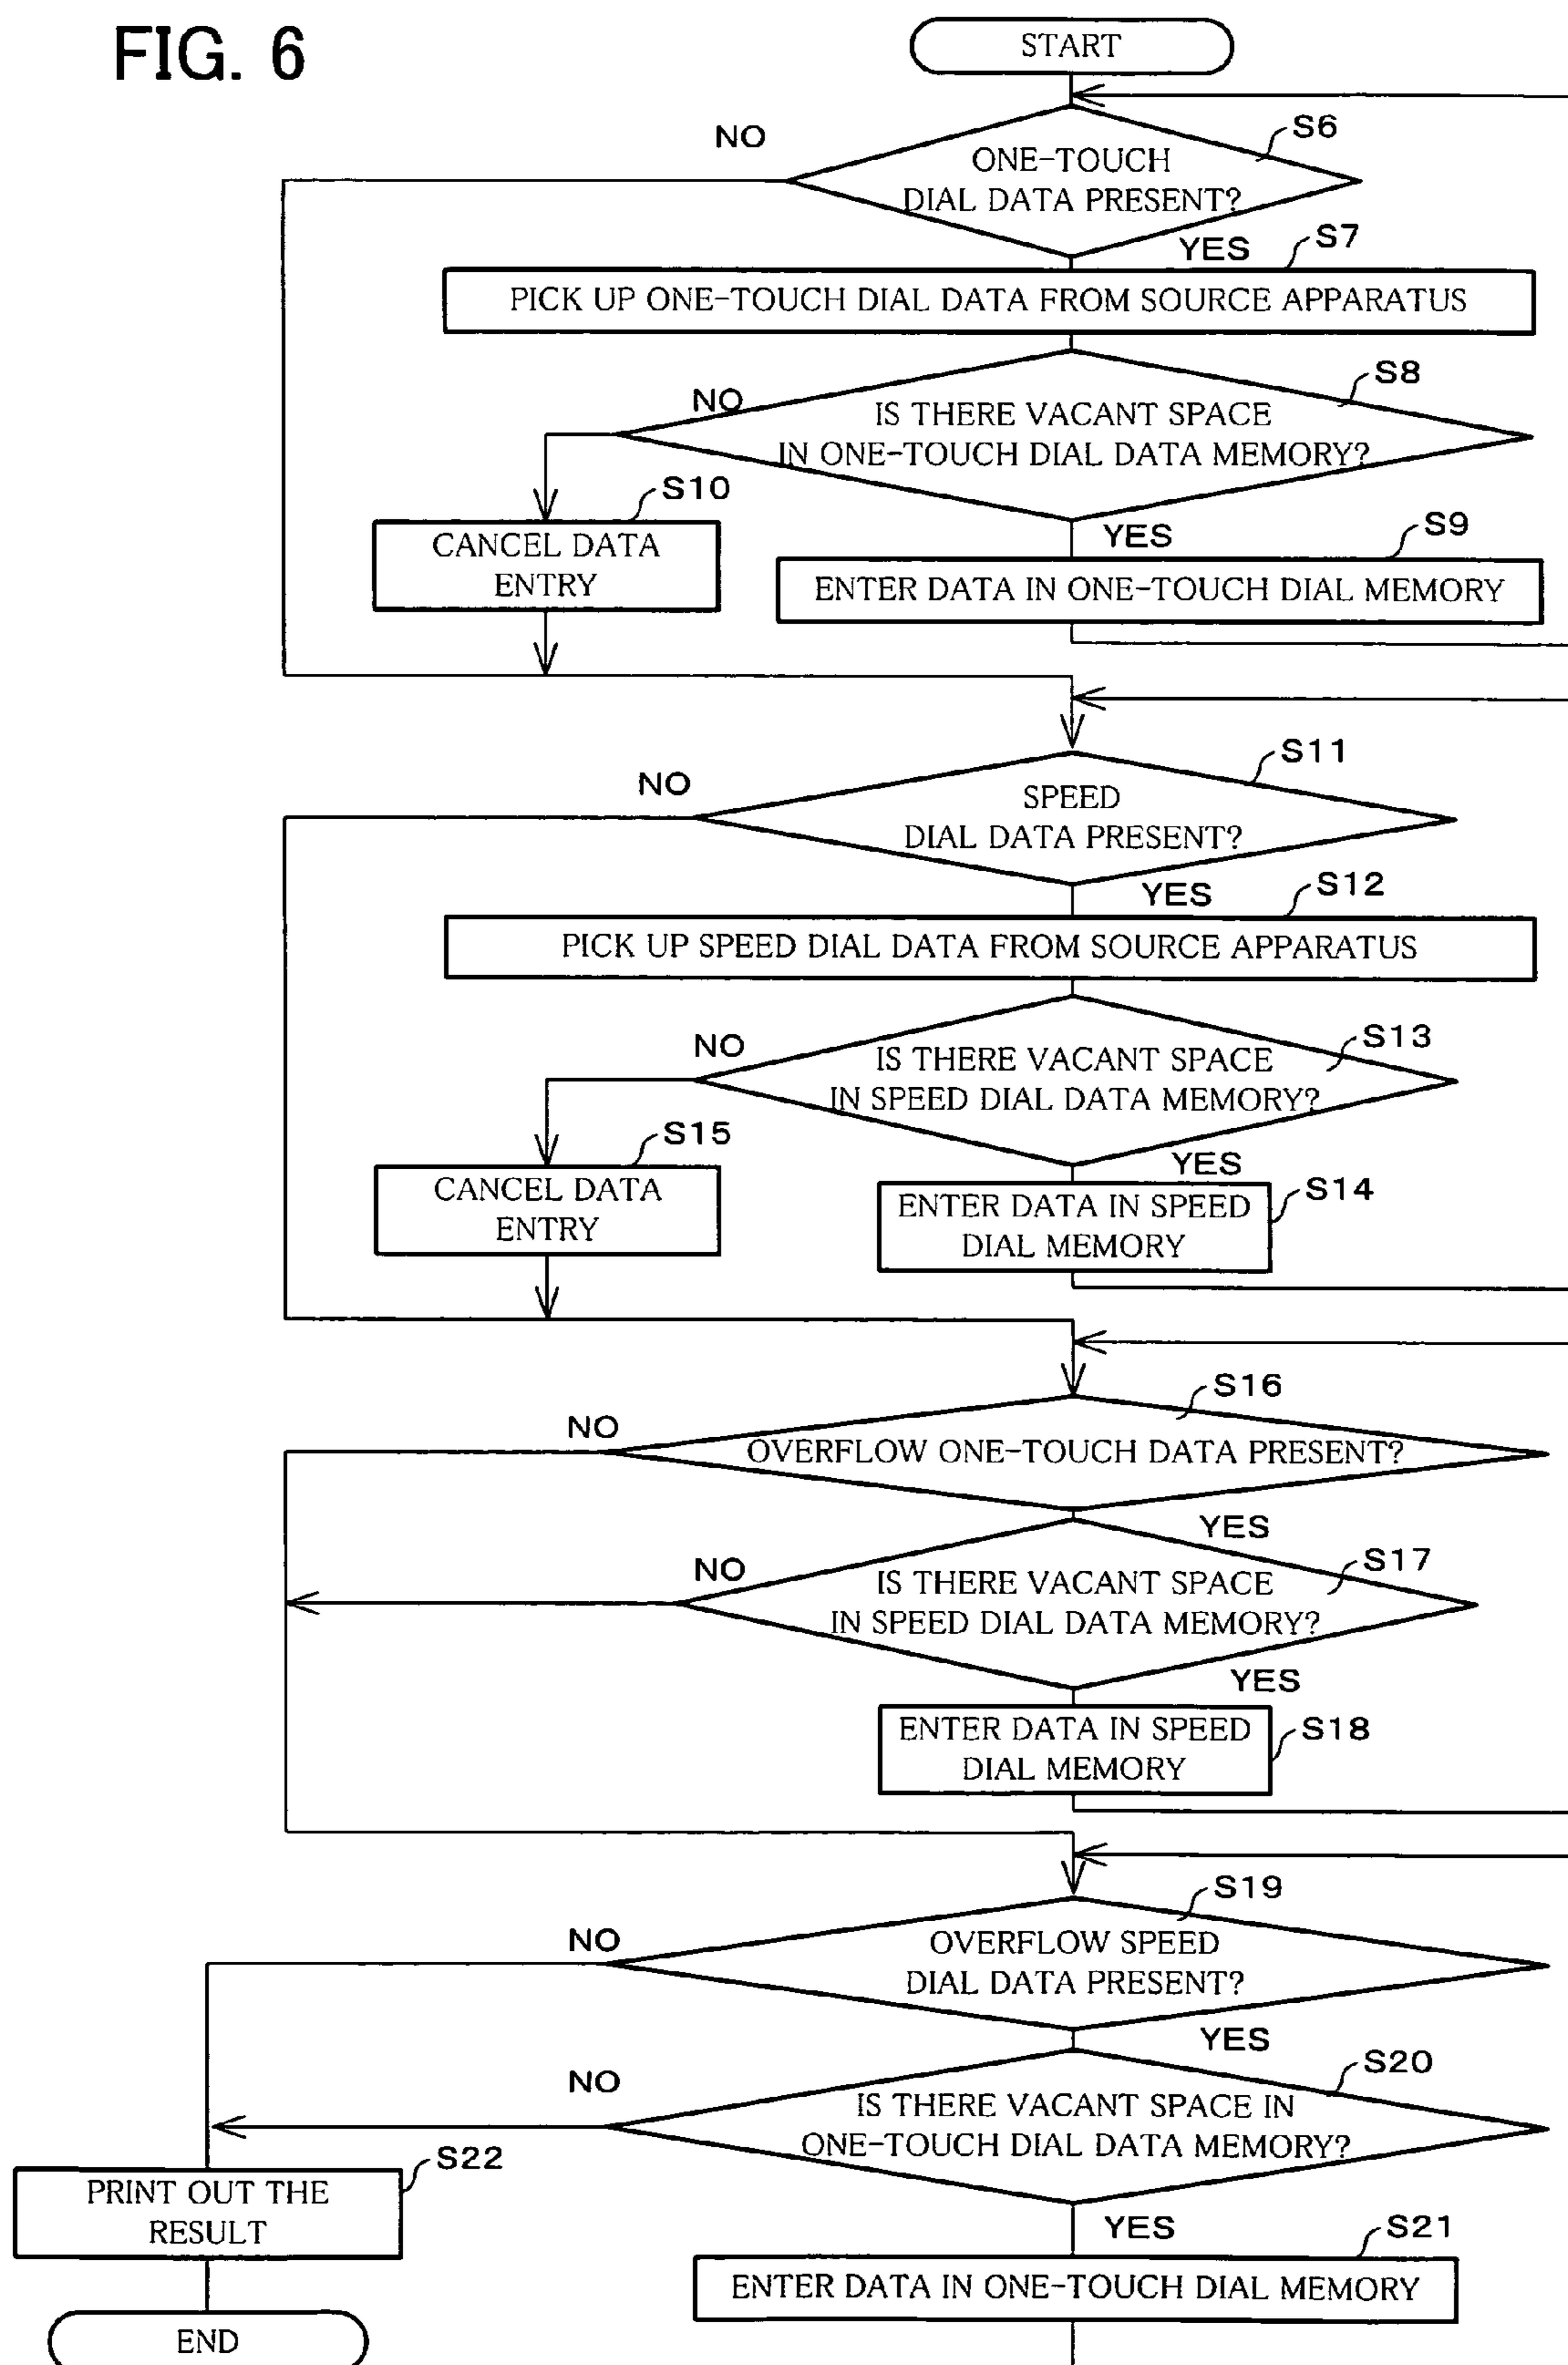 FIG. 6
START
S6
NO
ONE-TOUCH
DIAL DATA PRESENT?
YES
S7
PICK UP ONE-TOUCH DIAL DATA FROM SOURCE APPARATUS
S8
NO
IS THERE VACANT SPACE
IN ONE-TOUCH DIAL DATA MEMORY?
S10
CANCEL DATA
ENTRY
YES
S9
ENTER DATA IN ONE-TOUCH DIAL MEMORY
S11
NO
SPEED
DIAL DATA PRESENT?
YES
S12
PICK UP SPEED DIAL DATA FROM SOURCE APPARATUS
S13
NO
IS THERE VACANT SPACE
IN SPEED DIAL DATA MEMORY?
S15
CANCEL DATA
ENTRY
YES
S14
ENTER DATA IN SPEED
DIAL MEMORY
S16
NO
OVERFLOW ONE-TOUCH DATA PRESENT?
YES
S17
NO
IS THERE VACANT SPACE
IN SPEED DIAL DATA MEMORY?
YES
S18
ENTER DATA IN SPEED
DIAL MEMORY
S19
NO
OVERFLOW SPEED
DIAL DATA PRESENT?
YES
S20
NO
IS THERE VACANT SPACE IN
ONE-TOUCH DIAL DATA MEMORY?
S22
PRINT OUT THE
RESULT
YES
S21
ENTER DATA IN ONE-TOUCH DIAL MEMORY
END